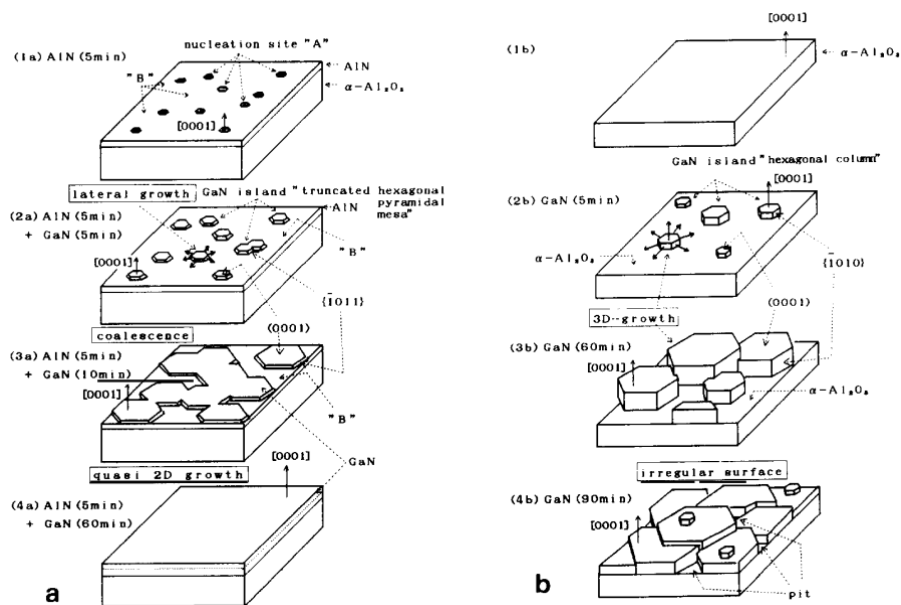 (1a) AlN (5min)
nucleation site "A"
"B"
AlN
α-Al₂O₃
[0001]
lateral growth
GaN island "truncated hexagonal
pyramidal
mesa"
AlN
(2a) AlN (5min)
+ GaN (5min)
"B"
[0001]
{1̄011}
(0001)
coalescence
(3a) AlN (5min)
+ GaN (10min)
[0001]
"B"
GaN
quasi 2D growth
[0001]
(4a) AlN (5min)
+ GaN (60min)
a
(1b)
[0001]
α-Al₂O₃
GaN island "hexagonal column"
[0001]
(2b) GaN (5min)
α-Al₂O₃
{1̄010}
(0001)
3D-growth
(3b) GaN (60min)
[0001]
α-Al₂O₃
irregular surface
(4b) GaN (90min)
[0001]
pit
b